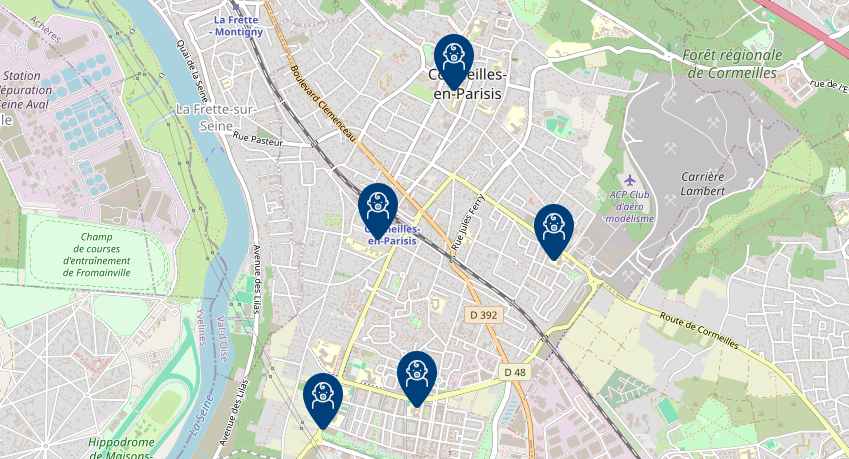 Achères
La Frette
- Montigny
Quai de la Seine
Boulevard Clemenceau
Station
La Frette-sur-
Seine
Rue Pasteur
Cormeilles-
en-Parisis
Forêt régionale
de Cormeilles
Carrière
Lambert
ACP Club
d'aéro
modélisme
Rue Jules Ferry
Cormeilles-
en-Parisis
Champ
de courses
d'entraînement
de Fromainville
Avenue des Lilas
Yvelines
Val-d'Oise
D 392
Route de Cormeilles
D 48
La Seine
Avenue des Lilas
Hippodrome
de Maisons-